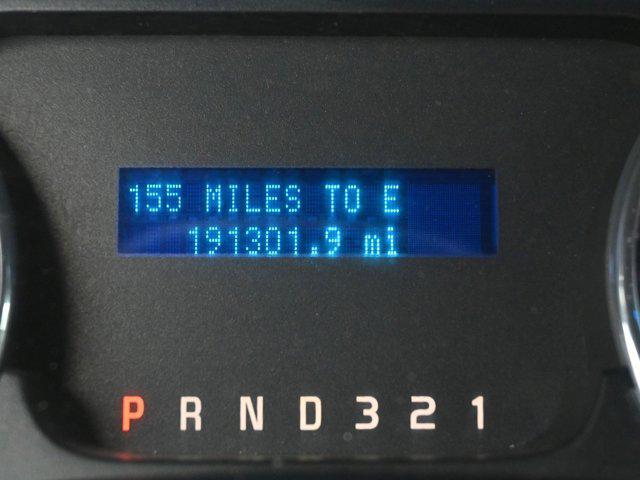 155 MILES TO E
191301.9 mi
P R N D 3 2 1